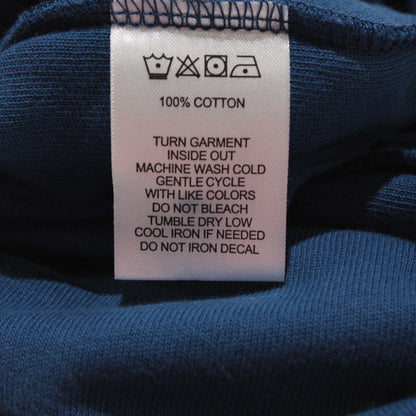 100% COTTON
TURN GARMENT
INSIDE OUT
MACHINE WASH COLD
GENTLE CYCLE
WITH LIKE COLORS
DO NOT BLEACH
TUMBLE DRY LOW
COOL IRON IF NEEDED
DO NOT IRON DECAL